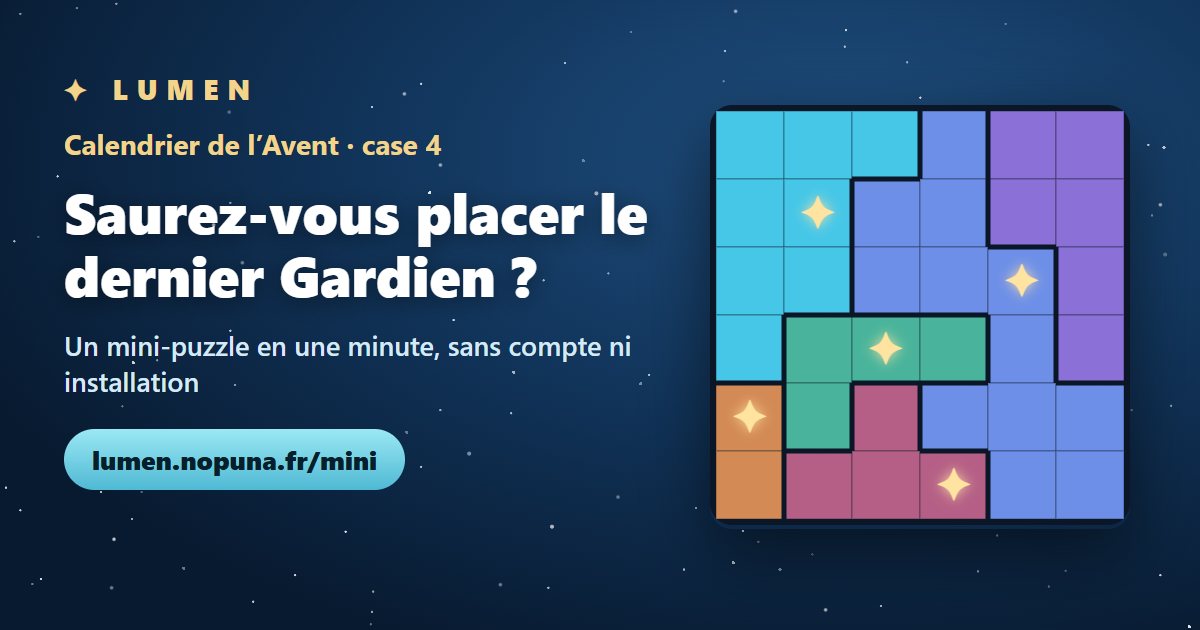 LUMEN
Calendrier de l’Avent · case 4
Saurez-vous placer le
dernier Gardien ?
Un mini-puzzle en une minute, sans compte ni
installation
lumen.nopuna.fr/mini